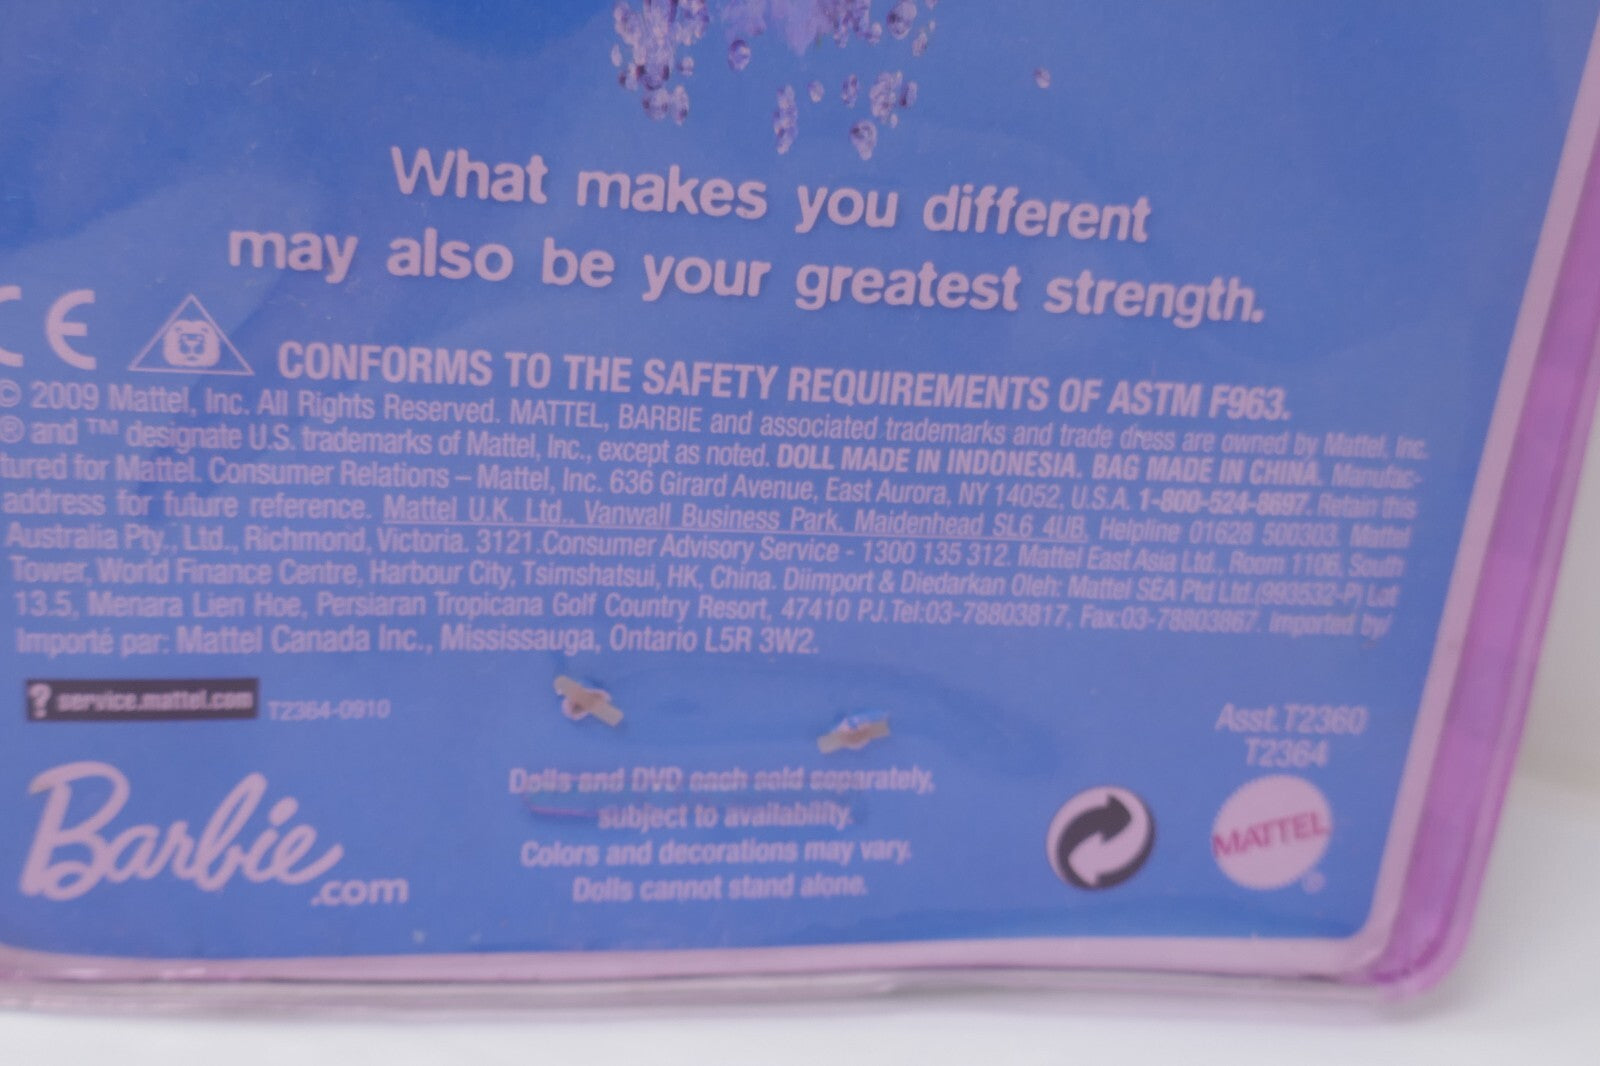 What makes you different
may also be your greatest strength.
CE
CONFORMS TO THE SAFETY REQUIREMENTS OF ASTM F963.
© 2009 Mattel, Inc. All Rights Reserved. MATTEL, BARBIE and associated trademarks and trade dress are owned by Mattel, Inc.
® and ™ designate U.S. trademarks of Mattel, Inc., except as noted. DOLL MADE IN INDONESIA. BAG MADE IN CHINA. Manufac-
tured for Mattel. Consumer Relations – Mattel, Inc. 636 Girard Avenue, East Aurora, NY 14052, U.S.A. 1-800-524-8697. Retain this
address for future reference. Mattel U.K. Ltd., Vanwall Business Park, Maidenhead SL6 4UB. Helpline 01628 500303. Mattel
Australia Pty., Ltd., Richmond, Victoria. 3121.Consumer Advisory Service - 1300 135 312. Mattel East Asia Ltd., Room 1106, South
Tower, World Finance Centre, Harbour City, Tsimshatsui, HK, China. Diimport & Diedarkan Oleh: Mattel SEA Ptd Ltd.(993532-P) Lot
13.5, Menara Lien Hoe, Persiaran Tropicana Golf Country Resort, 47410 PJ.Tel:03-78803817, Fax:03-78803867. Imported by/
Importé par: Mattel Canada Inc., Mississauga, Ontario L5R 3W2.
? service.mattel.com T2364-0910
Asst.T2360
T2364
Barbie.com
Dolls and DVD each sold separately,
subject to availability.
Colors and decorations may vary.
Dolls cannot stand alone.
MATTEL®